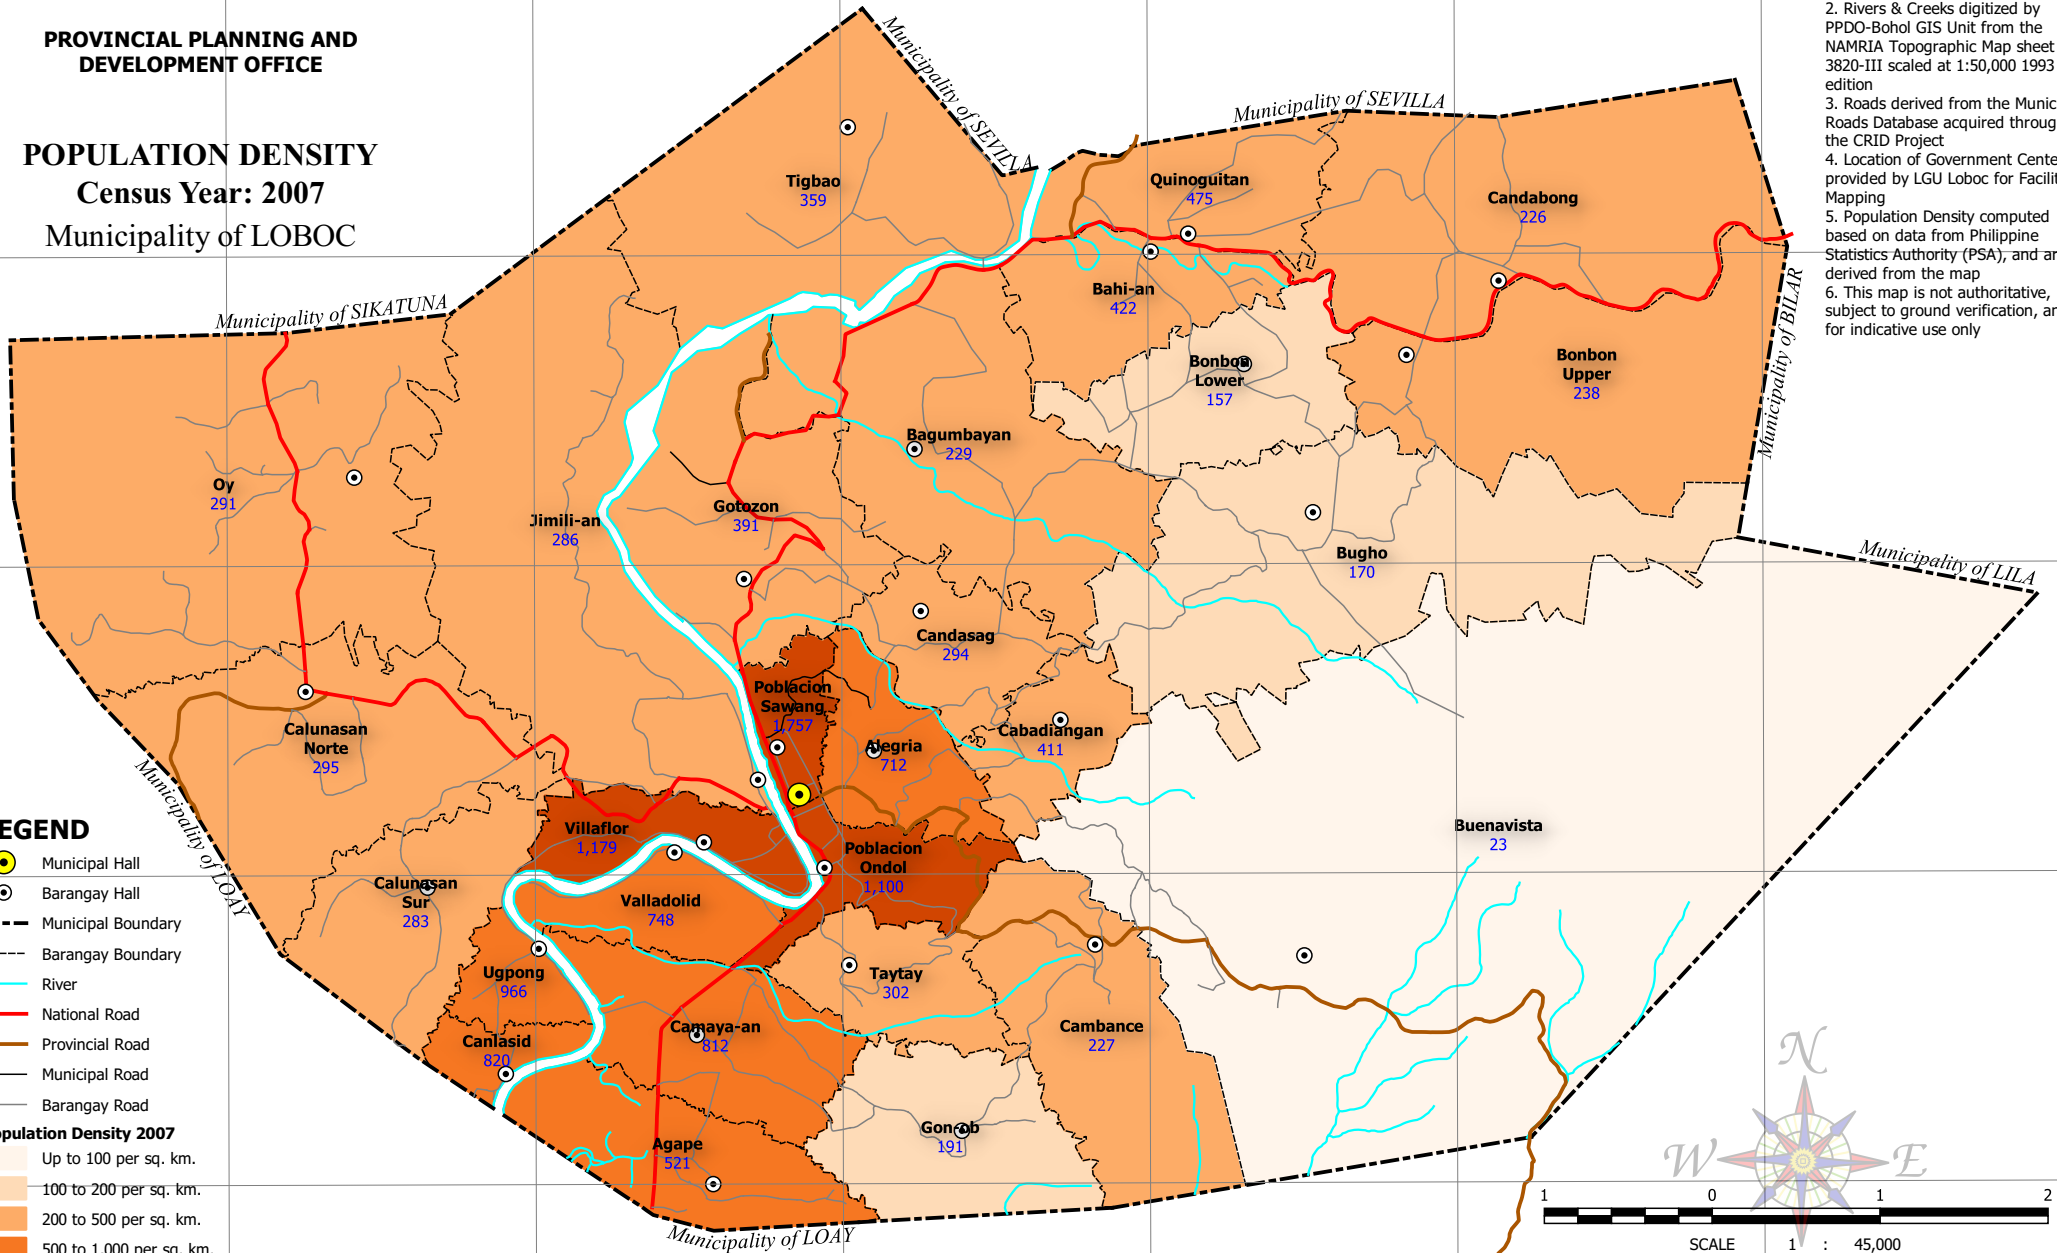 PROVINCIAL PLANNING AND
DEVELOPMENT OFFICE
POPULATION DENSITY
Census Year: 2007
Municipality of LOBOC
2. Rivers & Creeks digitized by
PPDO-Bohol GIS Unit from the
NAMRIA Topographic Map sheet
3820-III scaled at 1:50,000 1993
edition
3. Roads derived from the Munic
Roads Database acquired throug
the CRID Project
4. Location of Government Cente
provided by LGU Loboc for Facilit
Mapping
5. Population Density computed
based on data from Philippine
Statistics Authority (PSA), and ar
derived from the map
6. This map is not authoritative,
subject to ground verification, an
for indicative use only
Municipality of SEVILLA
Municipality of SEVILLA
Municipality of SIKATUNA
Municipality of BILAR
Municipality of LILA
Municipality of LOAY
Municipality of LOAY
Tigbao
359
Quinoguitan
475
Candabong
226
Bahi-an
422
Bonbon
Lower
157
Bonbon
Upper
238
Bagumbayan
229
Oy
291
Jimili-an
286
Gotozon
391
Bugho
170
Candasag
294
Poblacion
Sawang
1,757
Cabadiangan
411
Calunasan
Norte
295
Alegria
712
Villaflor
1,179
Buenavista
23
Poblacion
Ondol
1,100
Calunasan
Sur
283
Valladolid
748
Ugpong
966
Taytay
302
Camaya-an
812
Cambance
227
Canlasid
820
Gon-ob
191
Agape
521
EGEND
Municipal Hall
Barangay Hall
Municipal Boundary
Barangay Boundary
River
National Road
Provincial Road
Municipal Road
Barangay Road
opulation Density 2007
Up to 100 per sq. km.
100 to 200 per sq. km.
200 to 500 per sq. km.
500 to 1,000 per sq. km.
N
W
E
1 0 1 2
SCALE 1 : 45,000